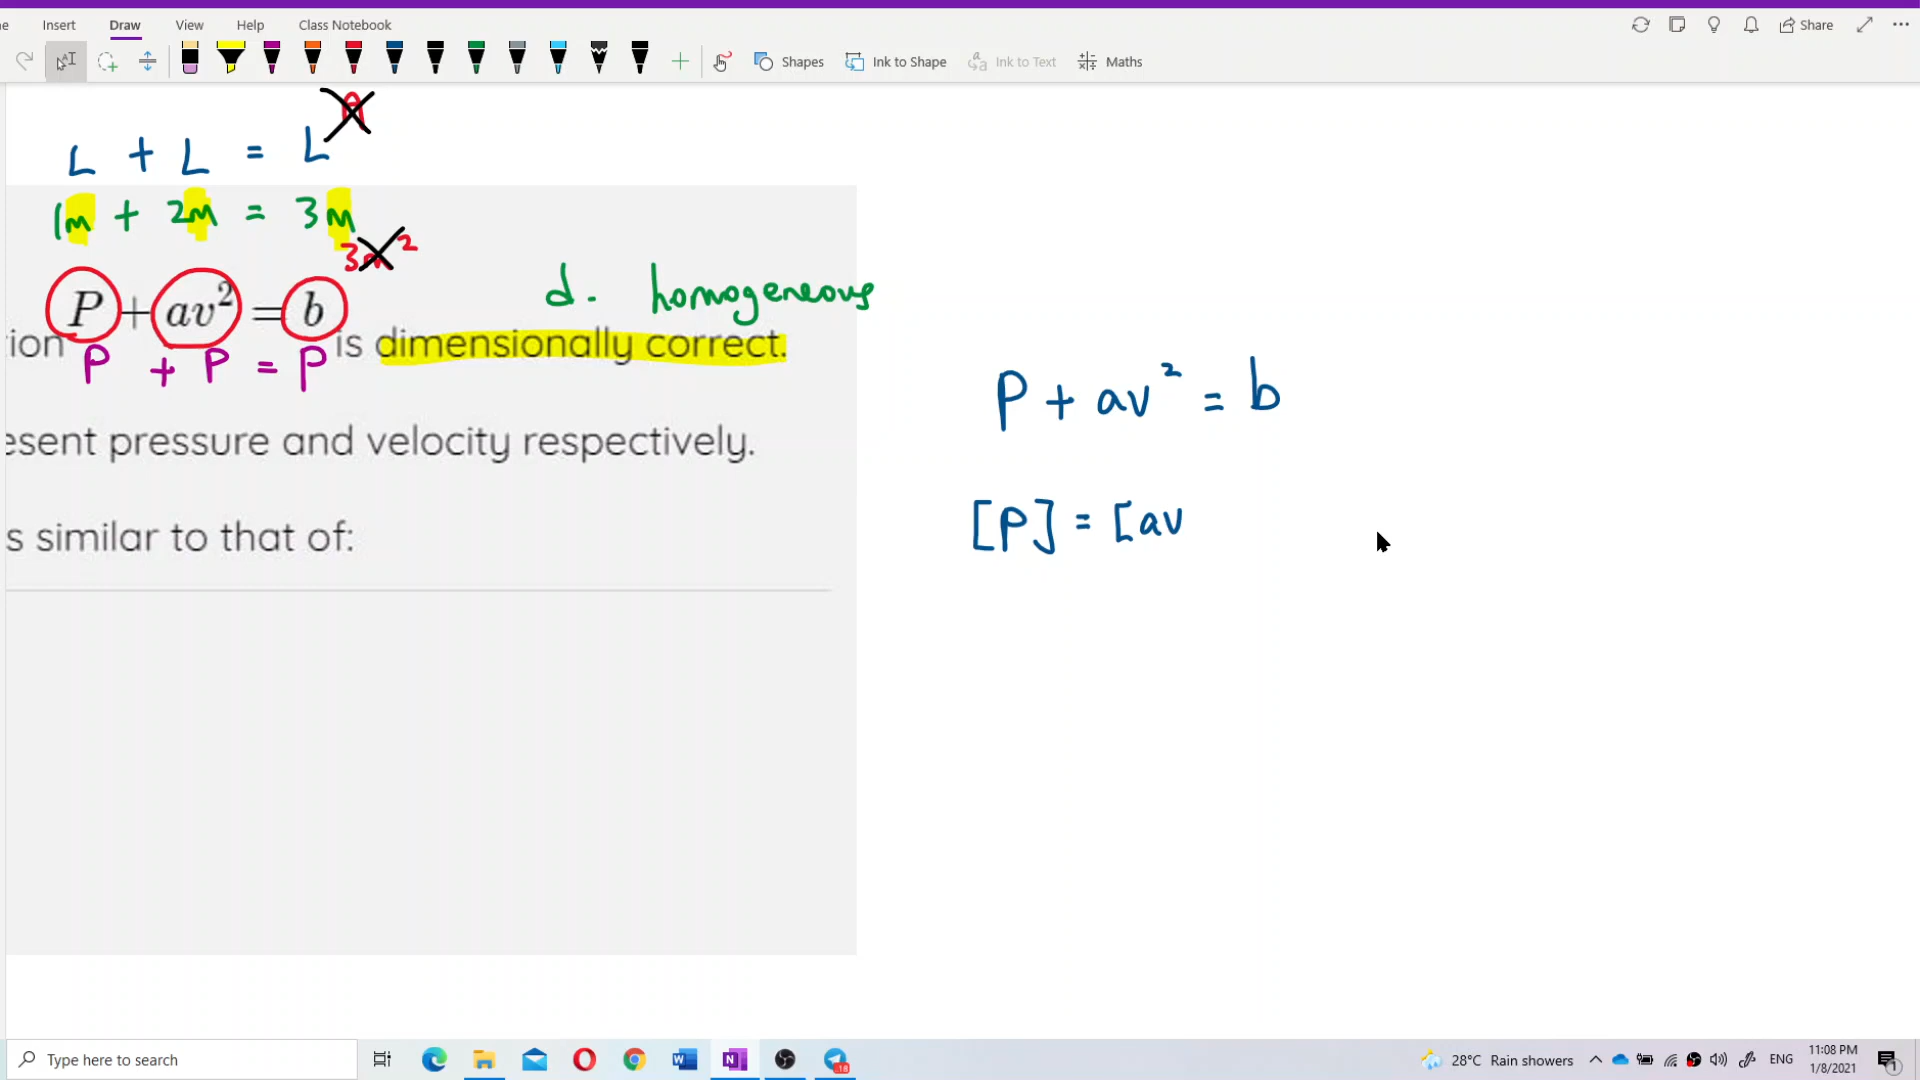 Insert Draw View Help Class Notebook Share
Shapes Ink to Shape Ink to Text Maths
L + L = L
1m + 2m = 3m
3m²
P + av² = b
d. homogeneous
tion is dimensionally correct.
P + P = P
P + av² = b
esent pressure and velocity respectively.
[P] = [av
s similar to that of:
Type here to search
28°C Rain showers ENG 11:08 PM
1/8/2021